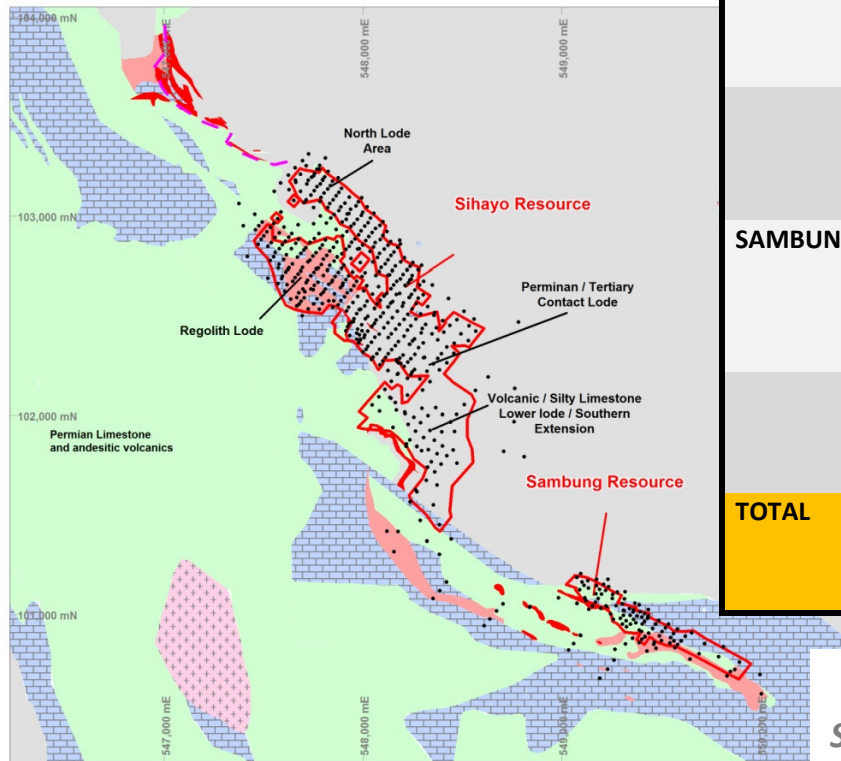 104,000 mN
547,000 mE
548,000 mE
549,000 mE
North Lode
Area
103,000 mN
Sihayo Resource
SAMBUN
Perminan / Tertiary
Contact Lode
Regolith Lode
102,000 mN
Volcanic / Silty Limestone
Lower lode / Southern
Extension
Permian Limestone
and andesitic volcanics
Sambung Resource
TOTAL
101,000 mN
547,000 mE
548,000 mE
549,000 mE
550,000 mE
S